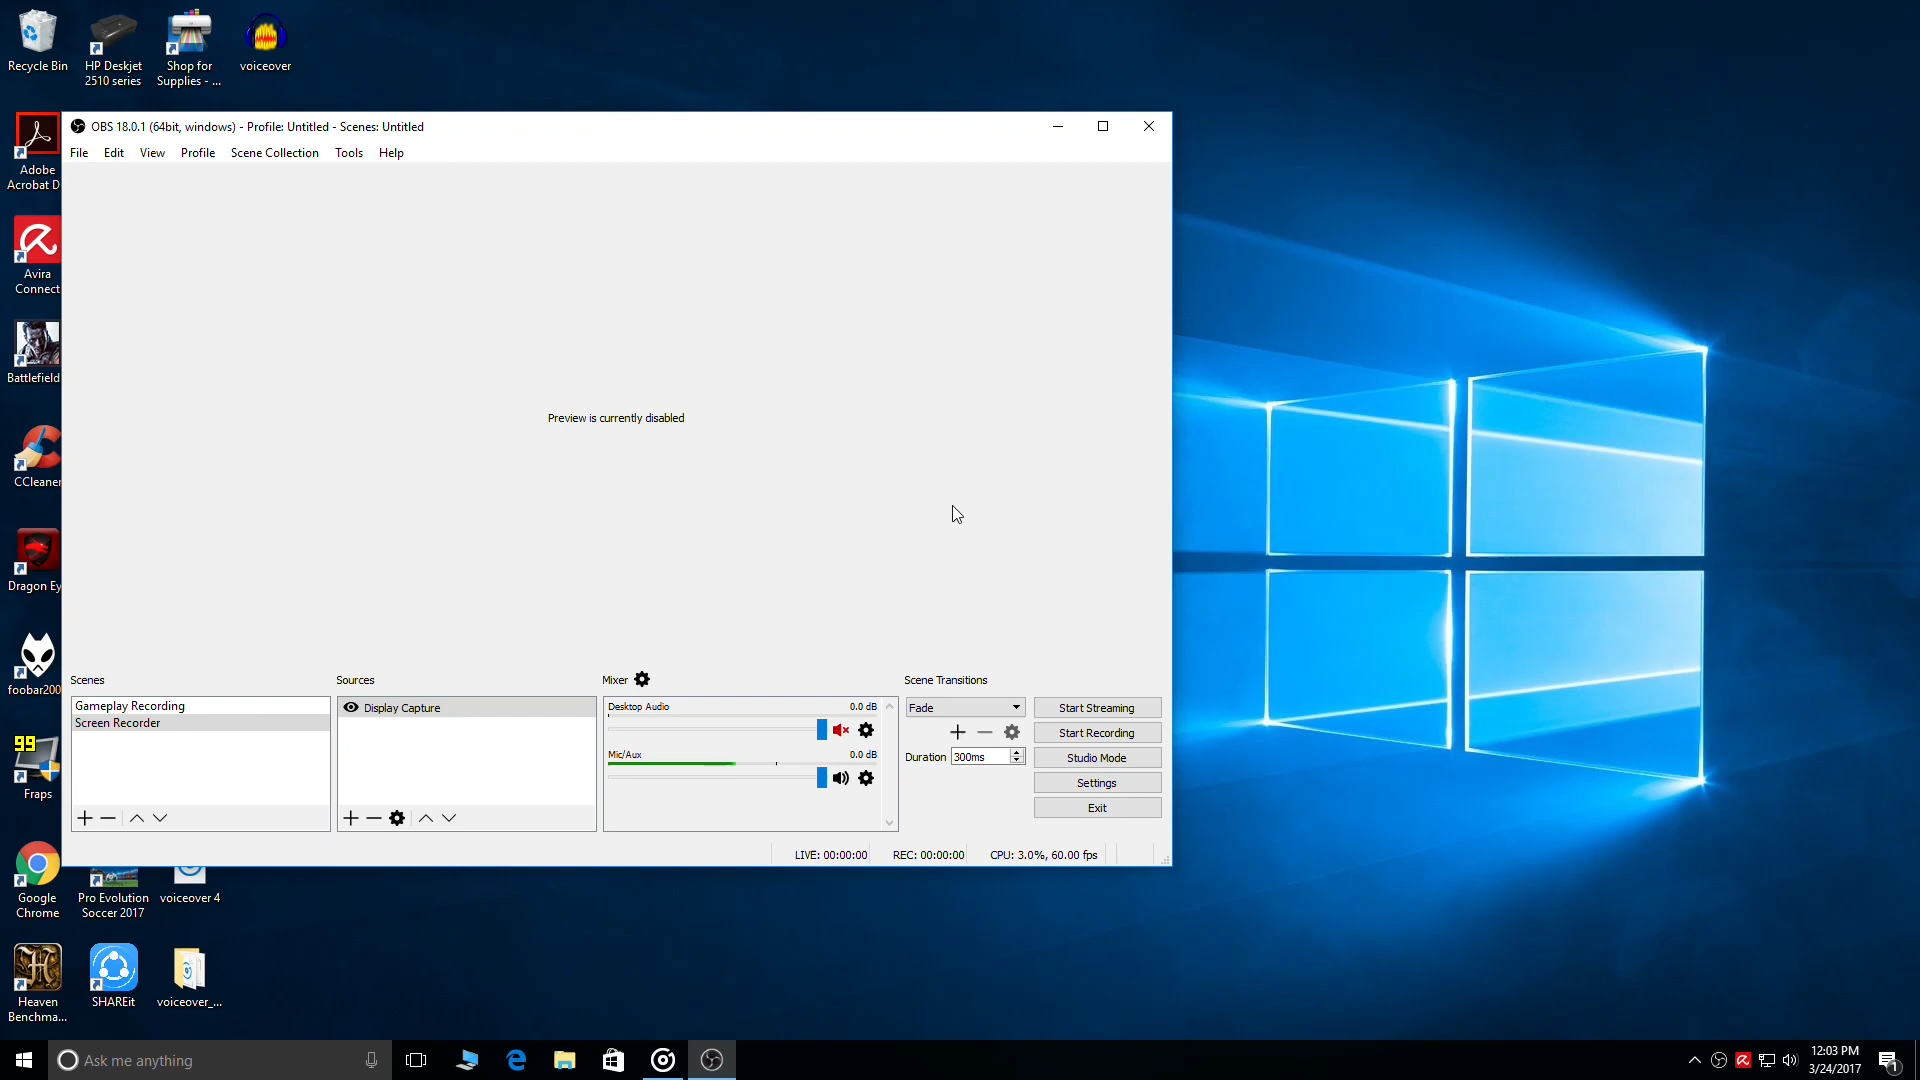 Recycle Bin
HP Deskjet
2510 series
Shop for
Supplies - ...
voiceover
Adobe
Acrobat D
Avira
Connect
Battlefield
CCleaner
Dragon Ey
foobar200
99
Fraps
Google
Chrome
Pro Evolution
Soccer 2017
voiceover 4
Heaven
Benchma...
SHAREit
voiceover_...
OBS 18.0.1 (64bit, windows) - Profile: Untitled - Scenes: Untitled
File Edit View Profile Scene Collection Tools Help
Preview is currently disabled
Scenes
Gameplay Recording
Screen Recorder
Sources
Display Capture
Mixer
Desktop Audio 0.0 dB
Mic/Aux 0.0 dB
Scene Transitions
Fade
Duration 300ms
Start Streaming
Start Recording
Studio Mode
Settings
Exit
LIVE: 00:00:00 REC: 00:00:00 CPU: 3.0%, 60.00 fps
Ask me anything
12:03 PM
3/24/2017
1